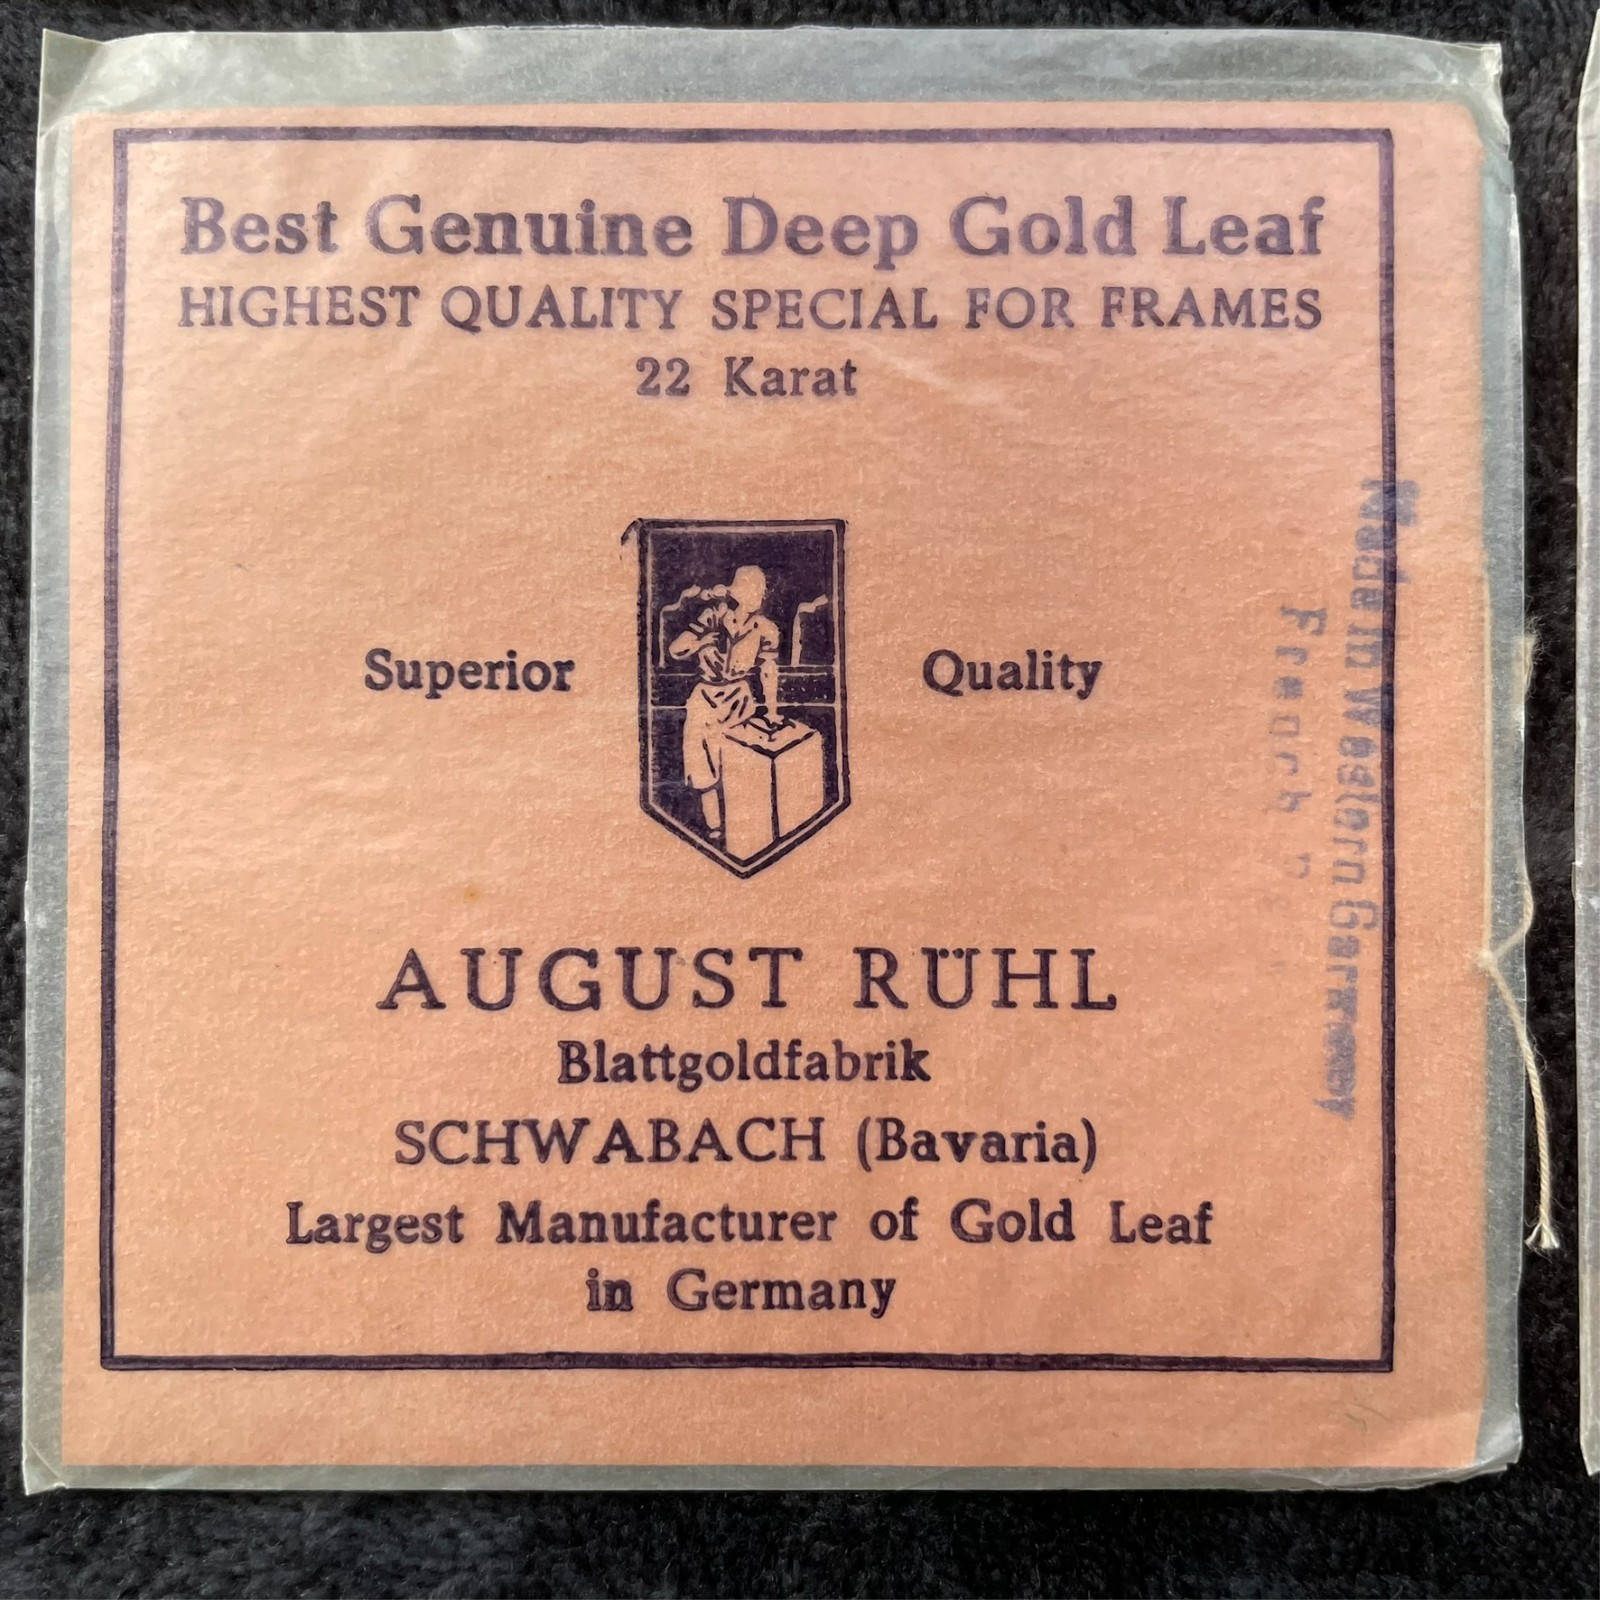 Best Genuine Deep Gold Leaf
HIGHEST QUALITY SPECIAL FOR FRAMES
22 Karat
Superior Quality
AUGUST RÜHL
Blattgoldfabrik
SCHWABACH (Bavaria)
Largest Manufacturer of Gold Leaf
in Germany
Made in Western Germany
French